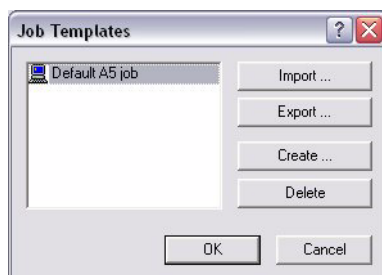 Job Templates
Default A5 job
Import ...
Export ...
Create ...
Delete
OK
Cancel